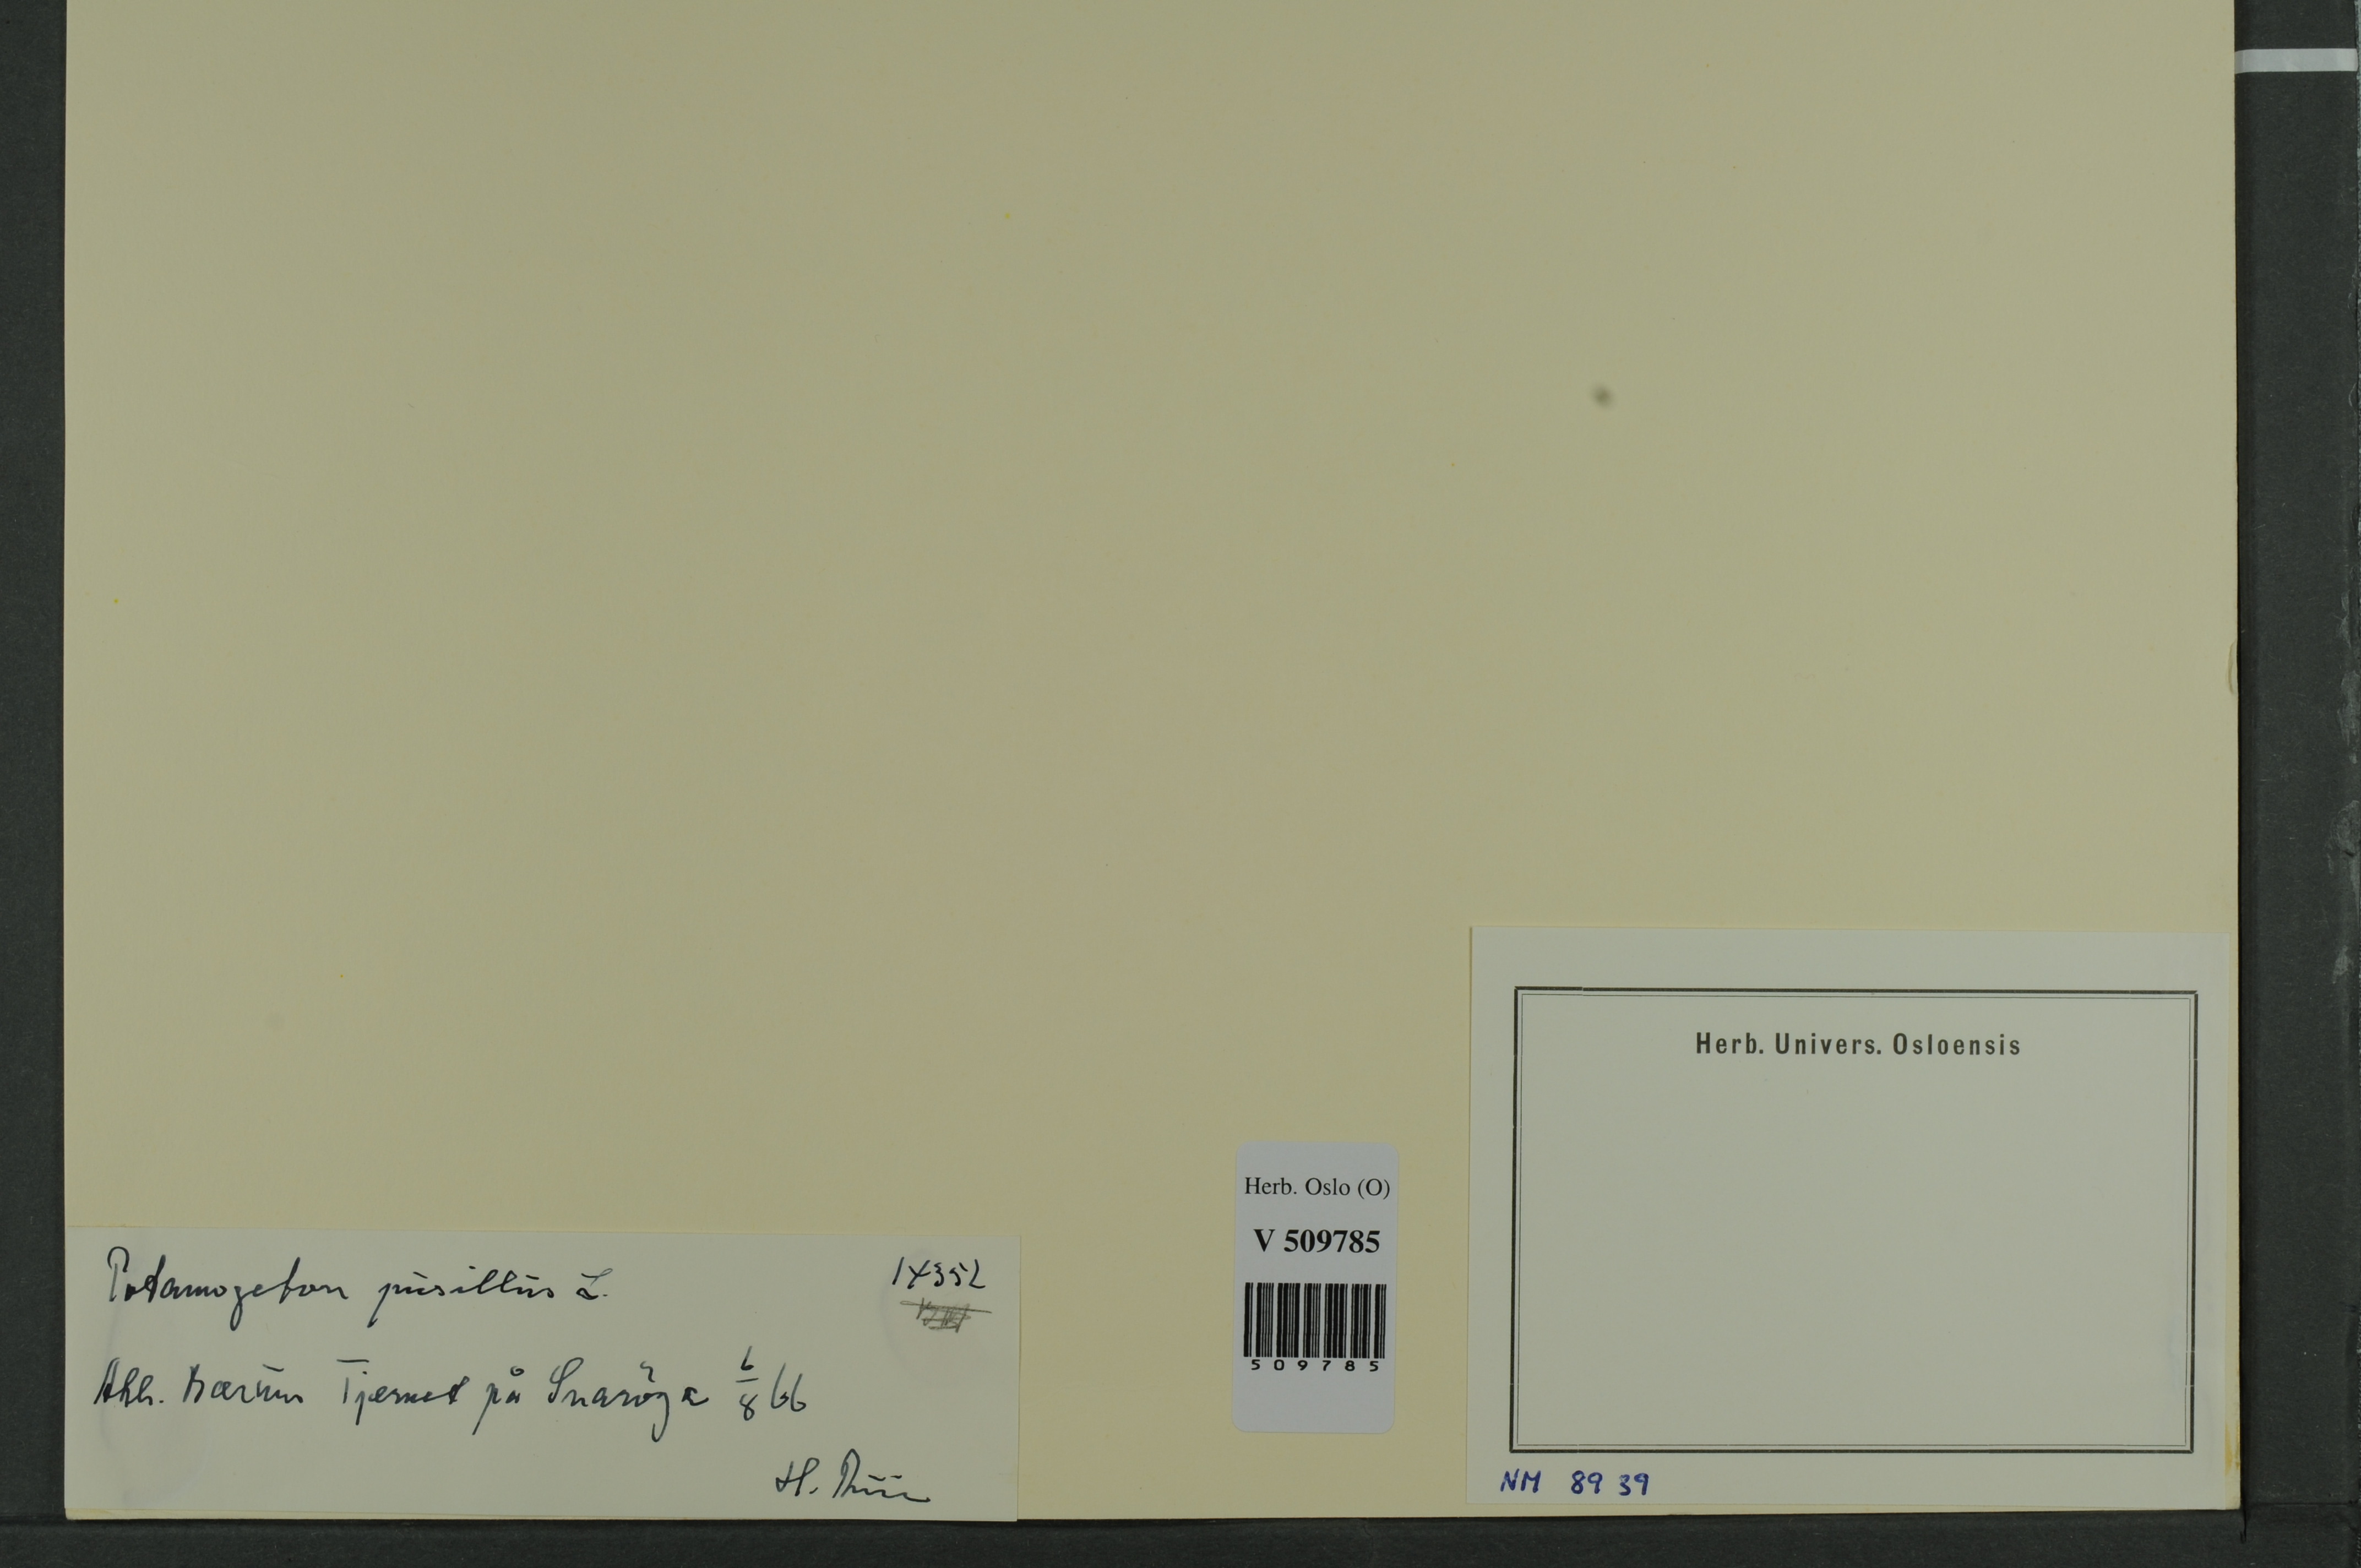 Potamogeton pusillus L.
14352
Akh. Bærum Tjernet på Snarøya 6/8 66
H.
Herb. Oslo (O)
V 509785
509785
Herb. Univers. Osloensis
NM 89 39